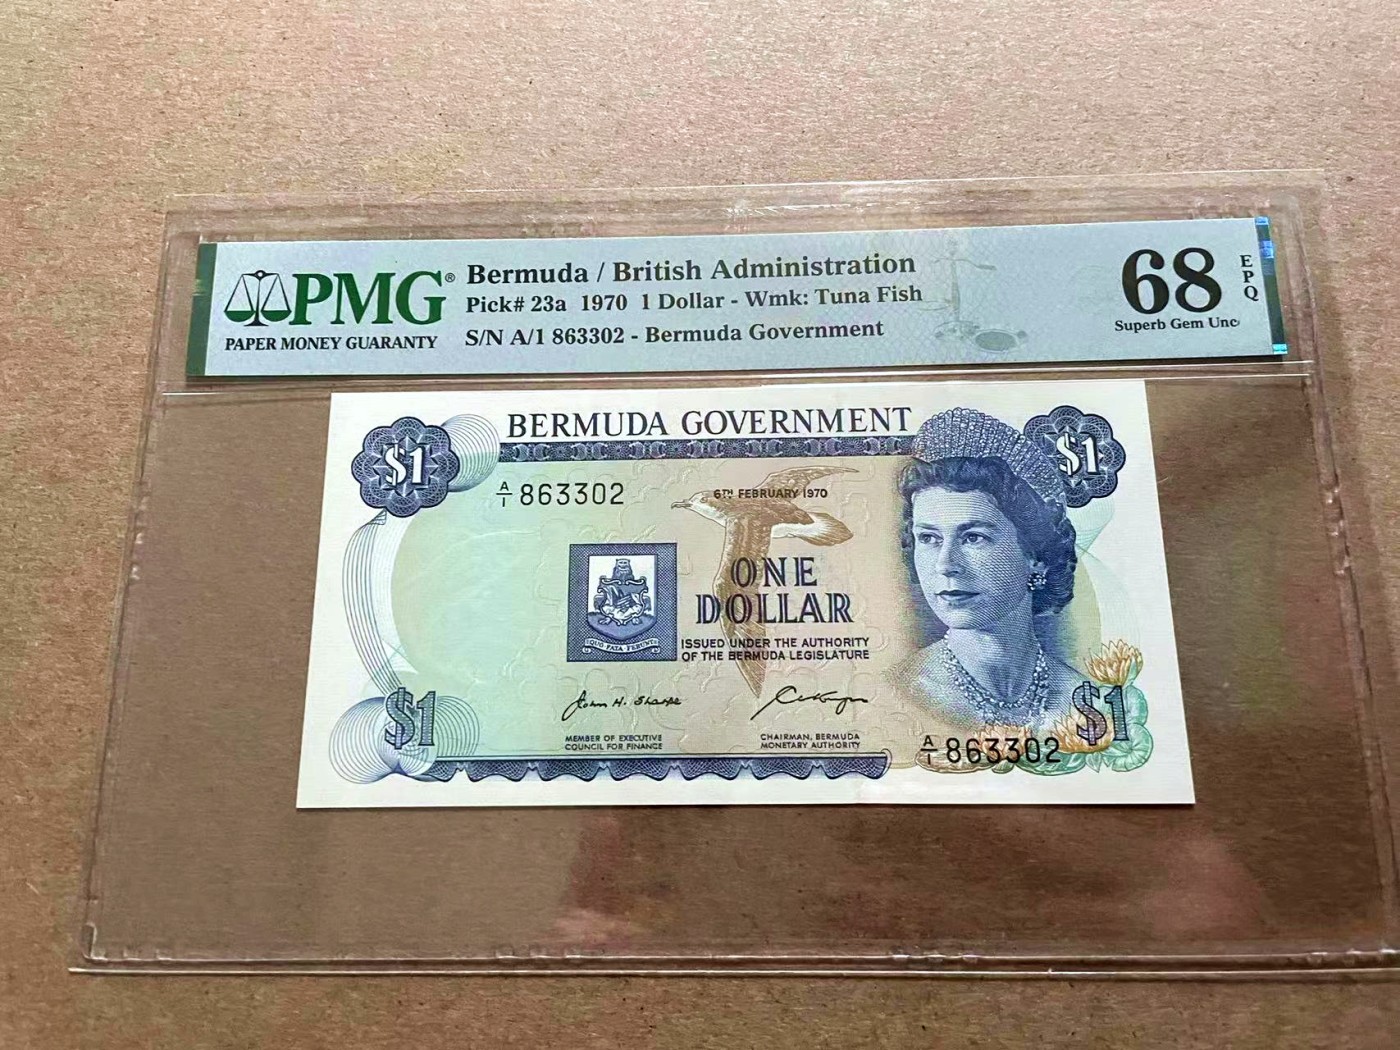 PMG®
PAPER MONEY GUARANTY
Bermuda / British Administration
Pick# 23a 1970 1 Dollar - Wmk: Tuna Fish
S/N A/1 863302 - Bermuda Government
68
EPQ
Superb Gem Unc
BERMUDA GOVERNMENT
$1
$1
A/1 863302
6TH FEBRUARY 1970
ONE
DOLLAR
QUO FATA FERUNT
ISSUED UNDER THE AUTHORITY
OF THE BERMUDA LEGISLATURE
John H. Sharpe
MEMBER OF EXECUTIVE
COUNCIL FOR FINANCE
CHAIRMAN, BERMUDA
MONETARY AUTHORITY
$1
$1
A/1 863302